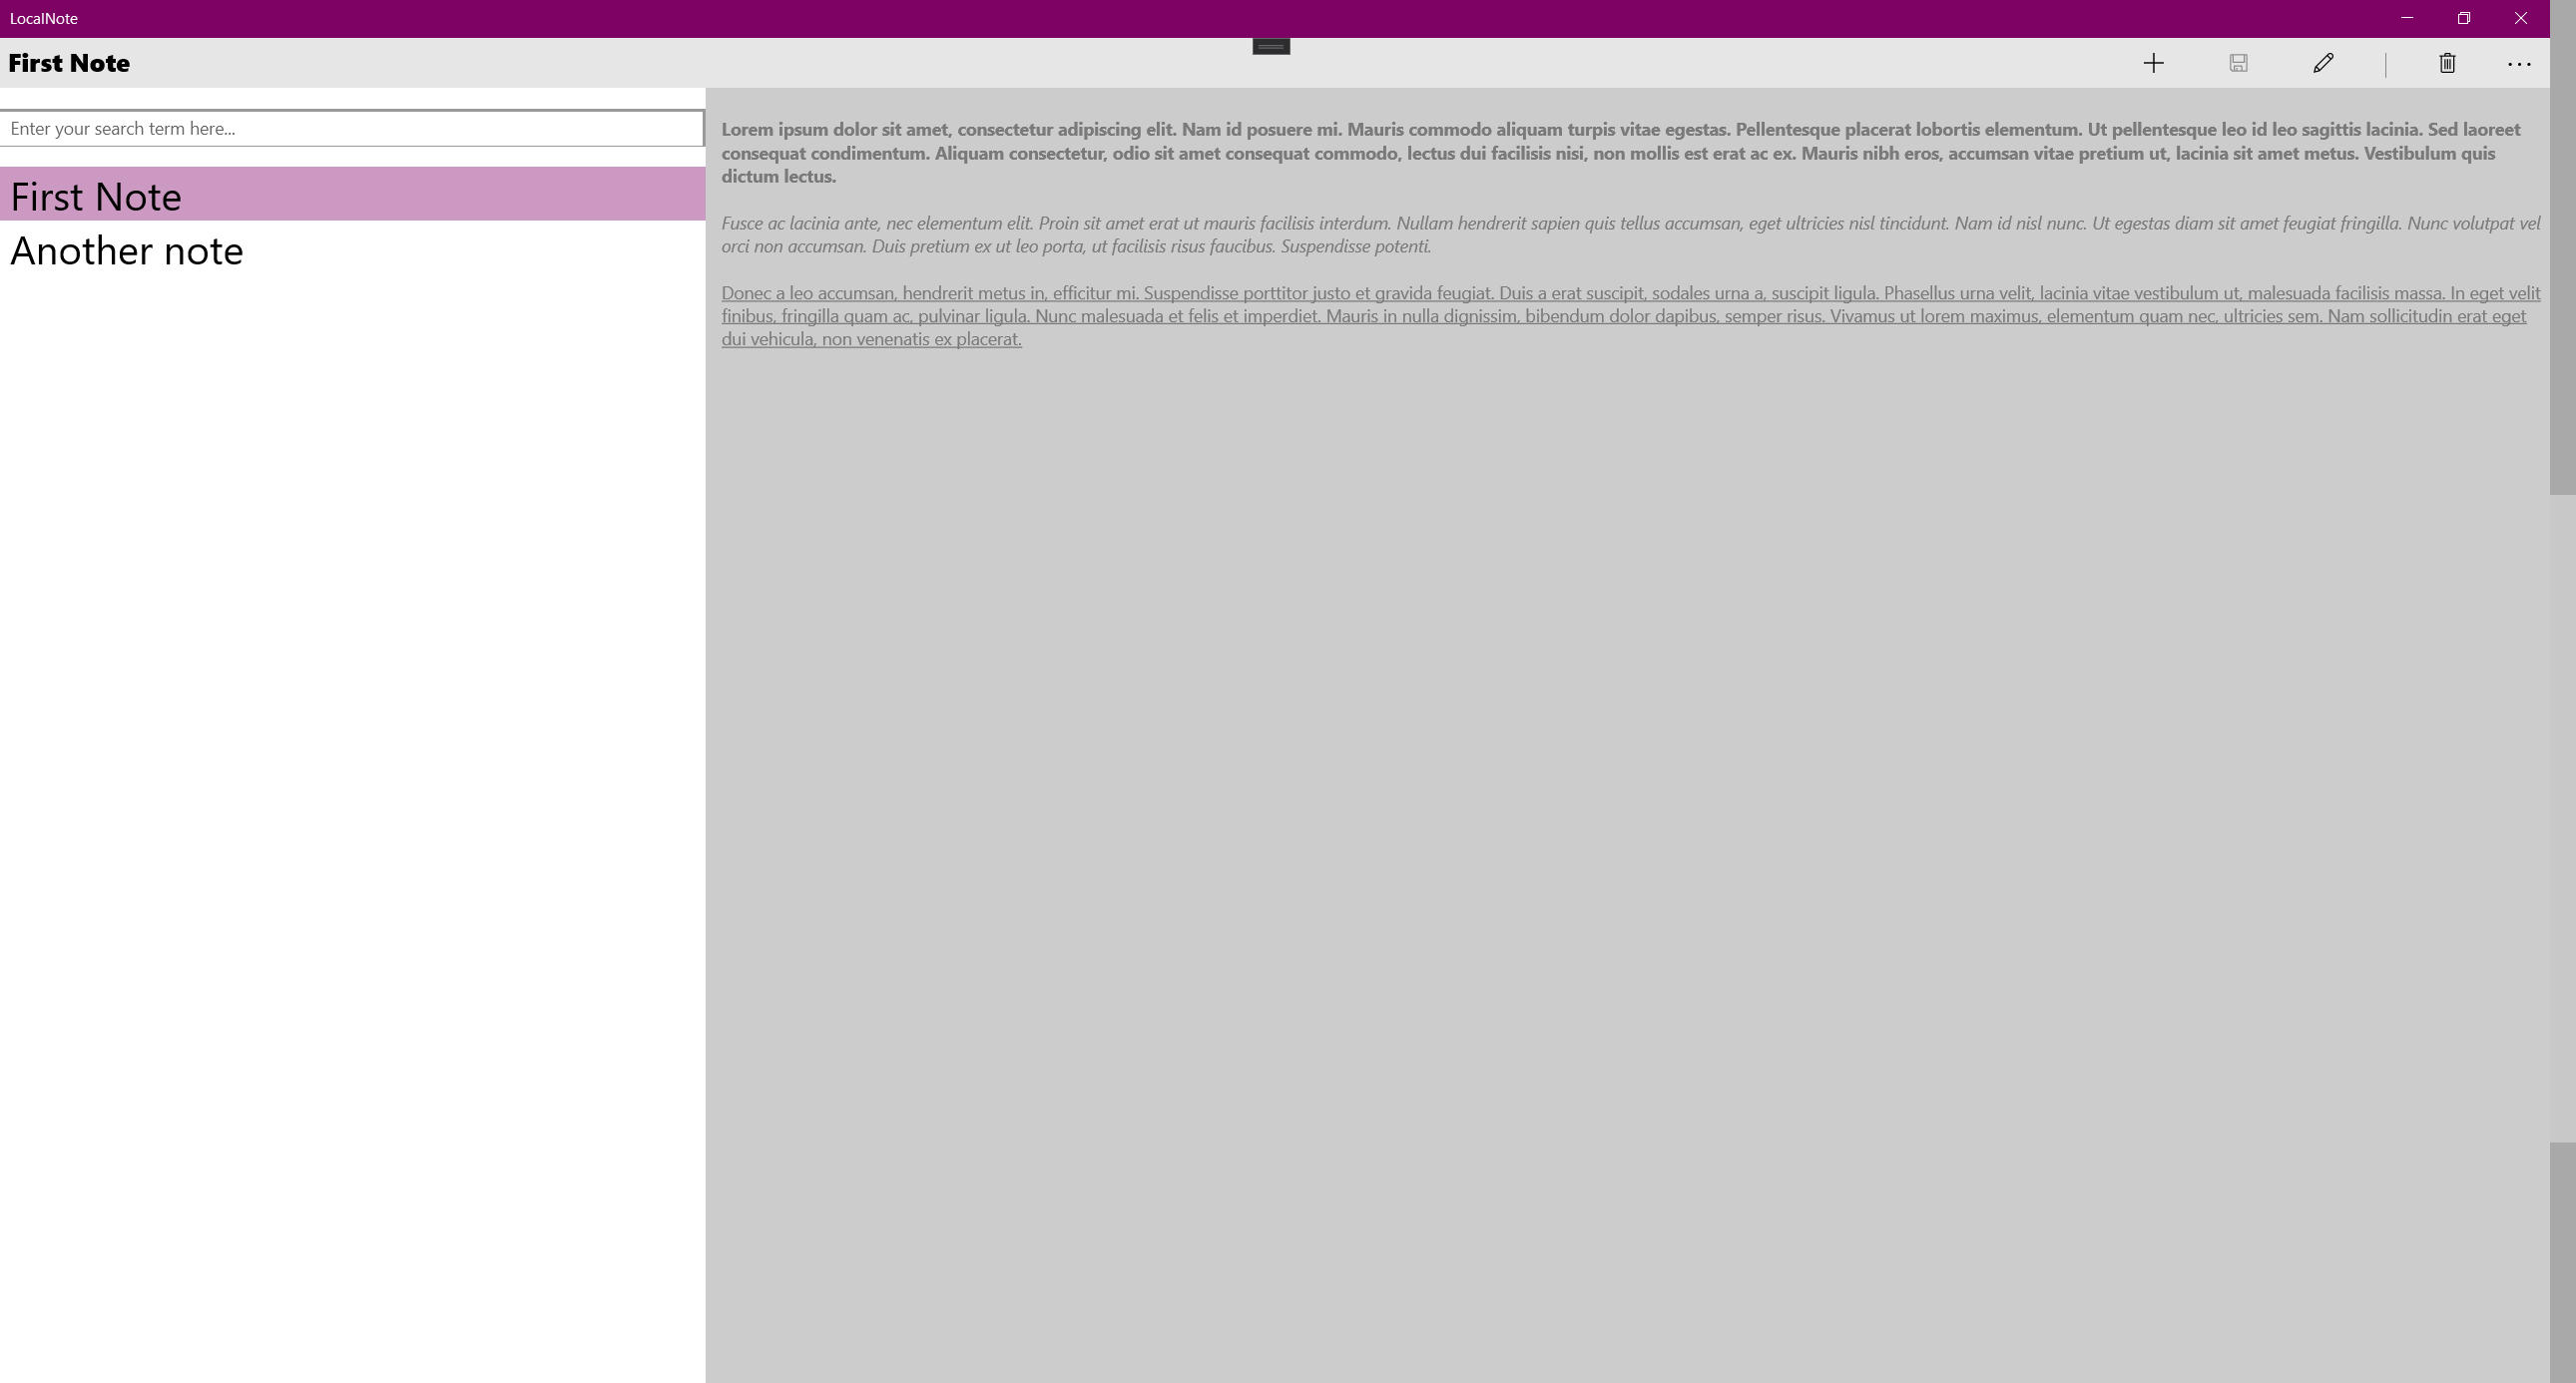 LocalNote
First Note
Enter your search term here...
First Note
Another note
Lorem ipsum dolor sit amet, consectetur adipiscing elit. Nam id posuere mi. Mauris commodo aliquam turpis vitae egestas. Pellentesque placerat lobortis elementum. Ut pellentesque leo id leo sagittis lacinia. Sed laoreet
consequat condimentum. Aliquam consectetur, odio sit amet consequat commodo, lectus dui facilisis nisi, non mollis est erat ac ex. Mauris nibh eros, accumsan vitae pretium ut, lacinia sit amet metus. Vestibulum quis
dictum lectus.
Fusce ac lacinia ante, nec elementum elit. Proin sit amet erat ut mauris facilisis interdum. Nullam hendrerit sapien quis tellus accumsan, eget ultricies nisl tincidunt. Nam id nisl nunc. Ut egestas diam sit amet feugiat fringilla. Nunc volutpat vel
orci non accumsan. Duis pretium ex ut leo porta, ut facilisis risus faucibus. Suspendisse potenti.
Donec a leo accumsan, hendrerit metus in, efficitur mi. Suspendisse porttitor justo et gravida feugiat. Duis a erat suscipit, sodales urna a, suscipit ligula. Phasellus urna velit, lacinia vitae vestibulum ut, malesuada facilisis massa. In eget velit
finibus, fringilla quam ac, pulvinar ligula. Nunc malesuada et felis et imperdiet. Mauris in nulla dignissim, bibendum dolor dapibus, semper risus. Vivamus ut lorem maximus, elementum quam nec, ultricies sem. Nam sollicitudin erat eget
dui vehicula, non venenatis ex placerat.